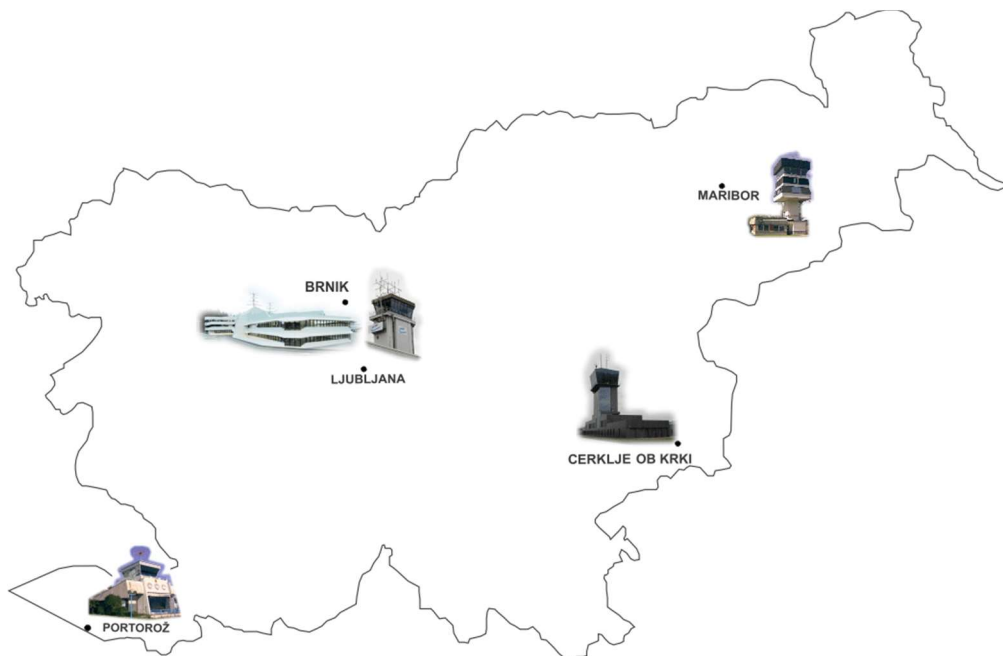 MARIBOR
BRNIK
LJUBLJANA
CERKLJE OB KRKI
PORTOROŽ